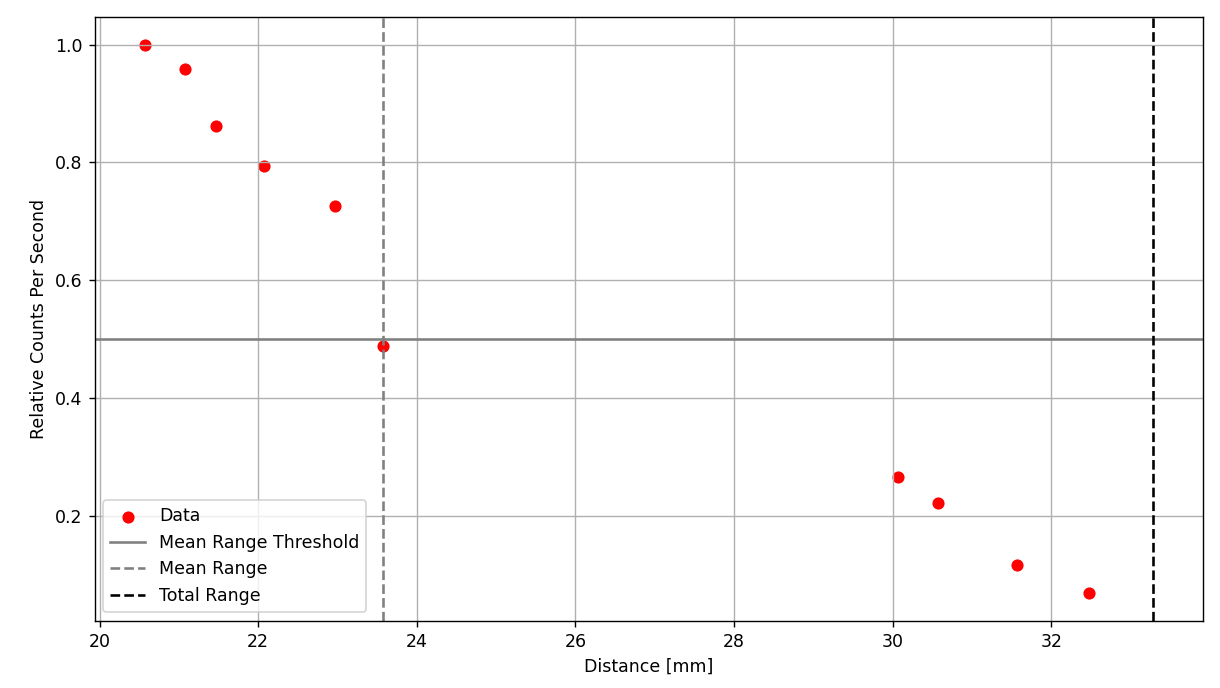 1.0
0.8
0.6
0.4
0.2
Relative Counts Per Second
Data
Mean Range Threshold
Mean Range
Total Range
20 22 24 26 28 30 32
Distance [mm]